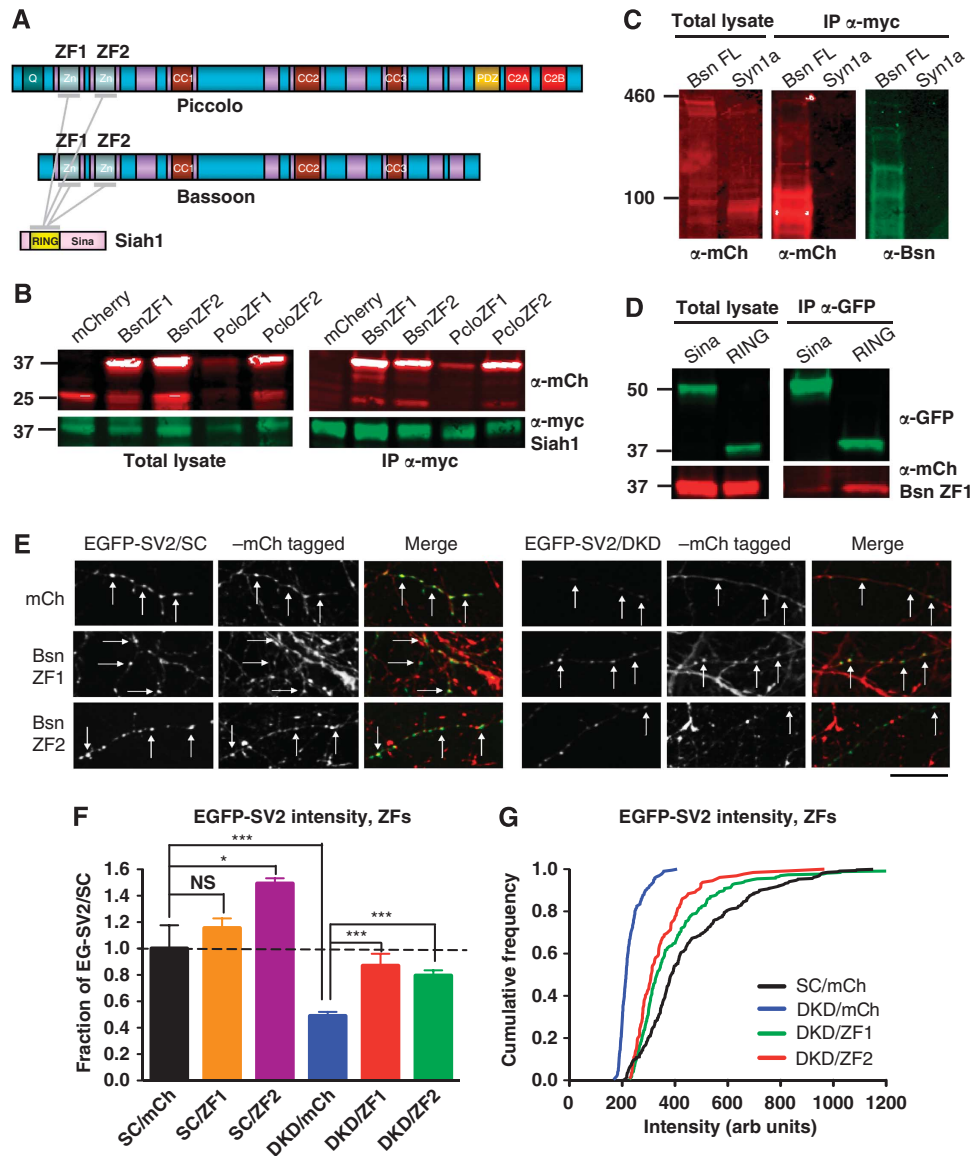 A
ZF1 ZF2
Q Zn Zn CC1 CC2 CC3 PDZ C2A C2B
Piccolo
ZF1 ZF2
Zn Zn CC1 CC2 CC3
Bassoon
RING Sina Siah1
B
mCherry BsnZF1 BsnZF2 PcloZF1 PcloZF2 mCherry BsnZF1 BsnZF2 PcloZF1 PcloZF2
37
25
α-mCh
37
α-myc
Siah1
Total lysate IP α-myc
C
Total lysate IP α-myc
Bsn FL Syn1a Bsn FL Syn1a Bsn FL Syn1a
460
100
α-mCh α-mCh α-Bsn
D
Total lysate IP α-GFP
Sina RING Sina RING
50
α-GFP
37
α-mCh
37
Bsn ZF1
E
EGFP-SV2/SC –mCh tagged Merge EGFP-SV2/DKD –mCh tagged Merge
mCh
Bsn
ZF1
Bsn
ZF2
F
EGFP-SV2 intensity, ZFs
Fraction of EG-SV2/SC
1.6
1.4
1.2
1.0
0.8
0.6
0.4
0.2
0.0
***
*
NS
***
***
SC/mCh SC/ZF1 SC/ZF2 DKD/mCh DKD/ZF1 DKD/ZF2
G
EGFP-SV2 intensity, ZFs
Cumulative frequency
1.0
0.8
0.6
0.4
0.2
0.0
SC/mCh
DKD/mCh
DKD/ZF1
DKD/ZF2
0 200 400 600 800 1000 1200
Intensity (arb units)